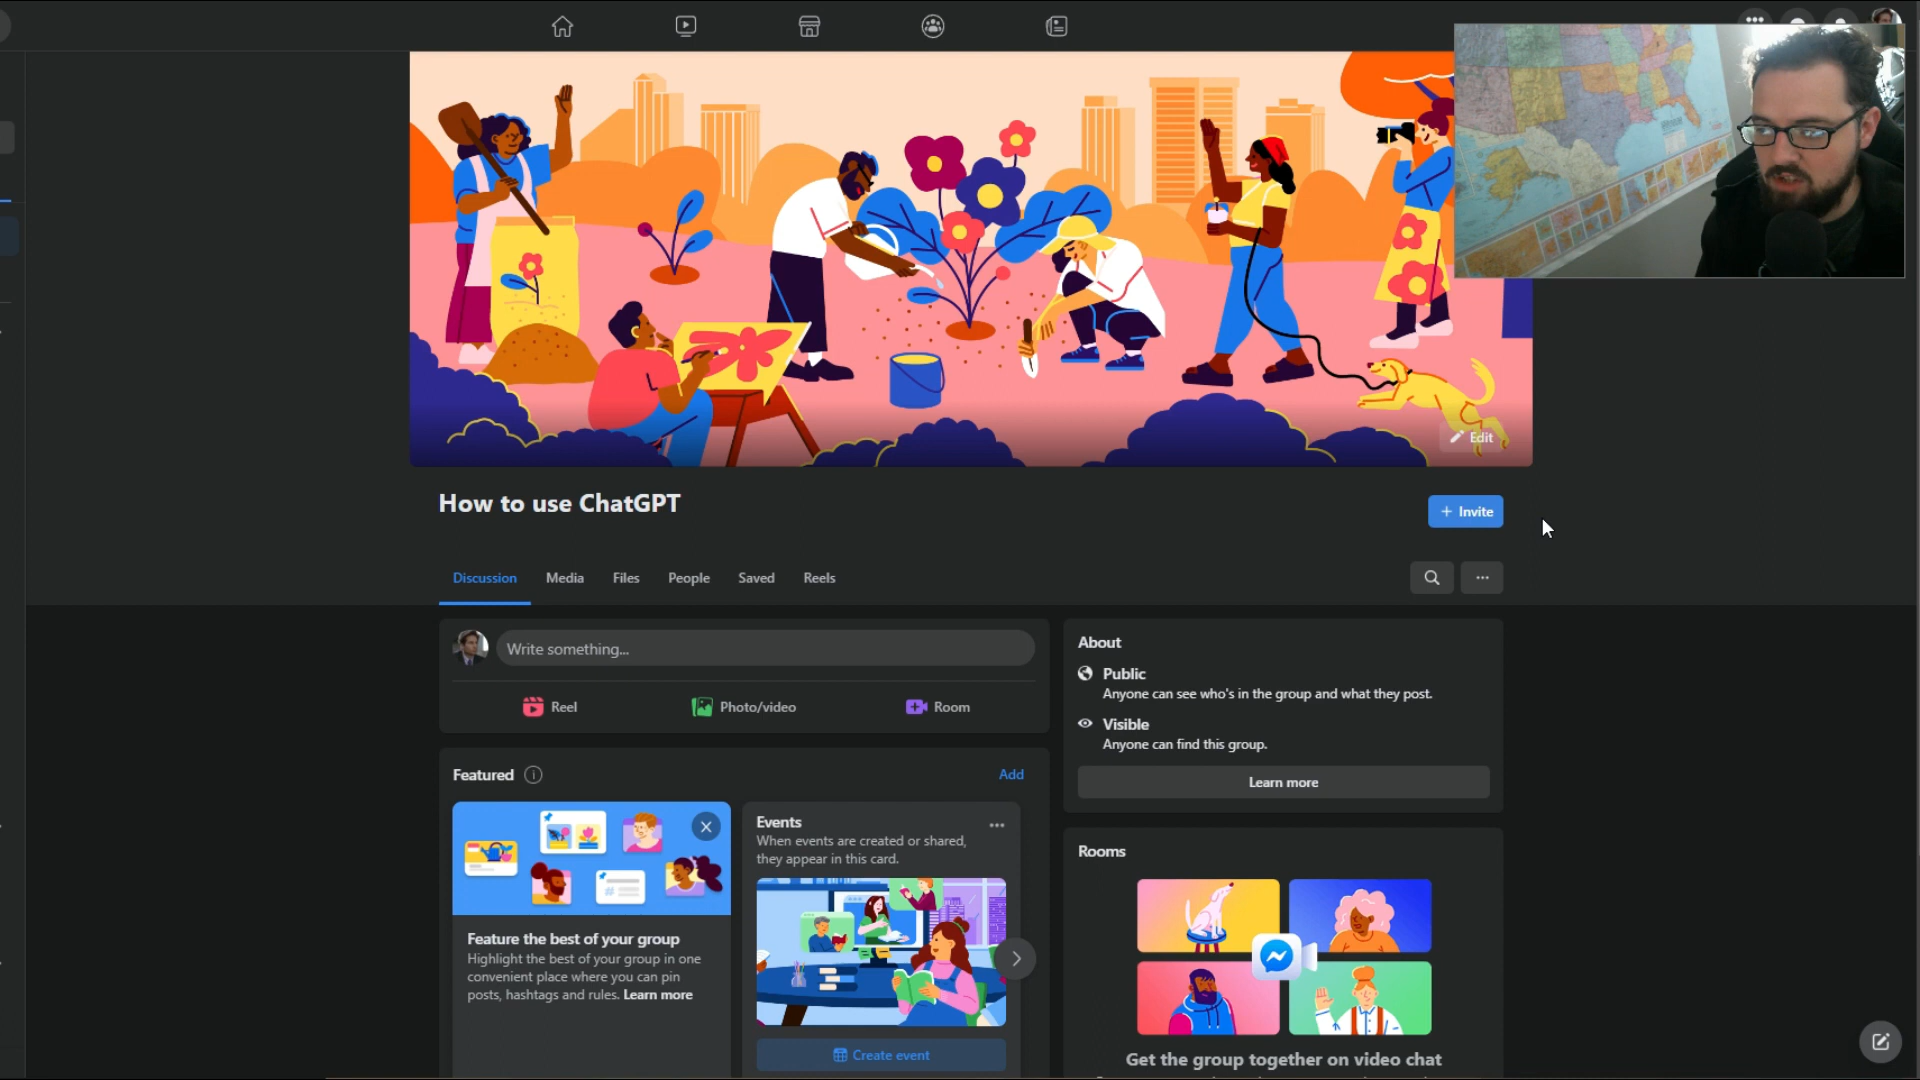 Edit
How to use ChatGPT
+ Invite
Discussion
Media
Files
People
Saved
Reels
Write something...
Reel
Photo/video
Room
Featured
Add
Feature the best of your group
Highlight the best of your group in one
convenient place where you can pin
posts, hashtags and rules. Learn more
Events
When events are created or shared,
they appear in this card.
Create event
About
Public
Anyone can see who's in the group and what they post.
Visible
Anyone can find this group.
Learn more
Rooms
Get the group together on video chat